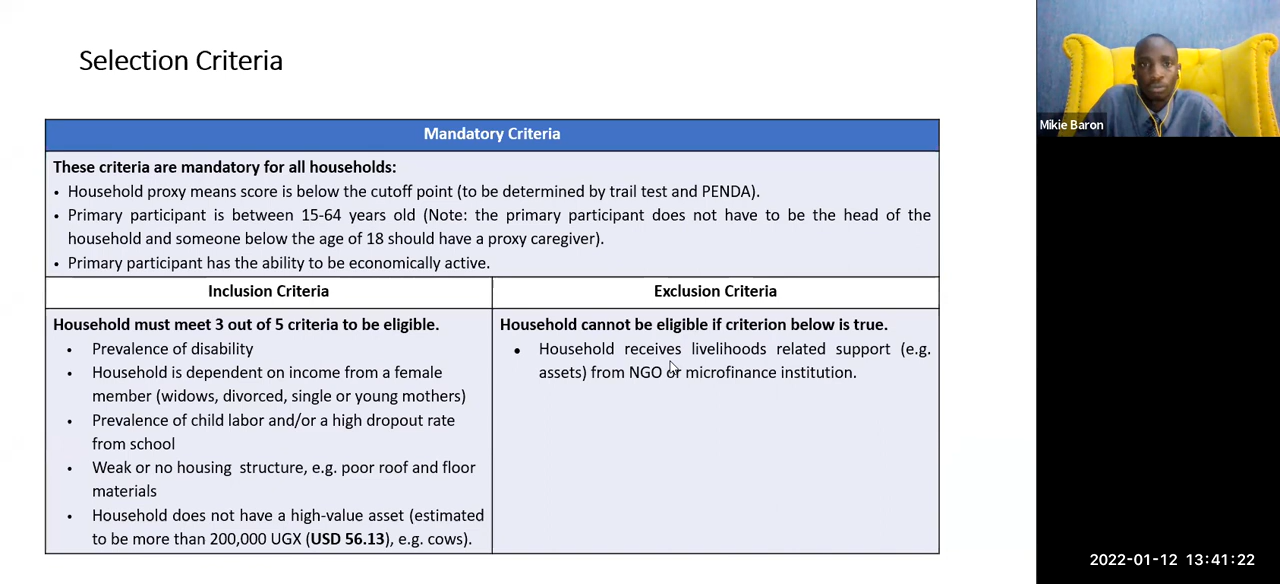 Selection Criteria
Mandatory Criteria
These criteria are mandatory for all households:
• Household proxy means score is below the cutoff point (to be determined by trail test and PENDA).
• Primary participant is between 15-64 years old (Note: the primary participant does not have to be the head of the
household and someone below the age of 18 should have a proxy caregiver).
• Primary participant has the ability to be economically active.
Inclusion Criteria
Household must meet 3 out of 5 criteria to be eligible.
• Prevalence of disability
• Household is dependent on income from a female
member (widows, divorced, single or young mothers)
• Prevalence of child labor and/or a high dropout rate
from school
• Weak or no housing structure, e.g. poor roof and floor
materials
• Household does not have a high-value asset (estimated
to be more than 200,000 UGX (USD 56.13), e.g. cows).
Exclusion Criteria
Household cannot be eligible if criterion below is true.
• Household receives livelihoods related support (e.g.
assets) from NGO or microfinance institution.
Mikie Baron
2022-01-12 13:41:22